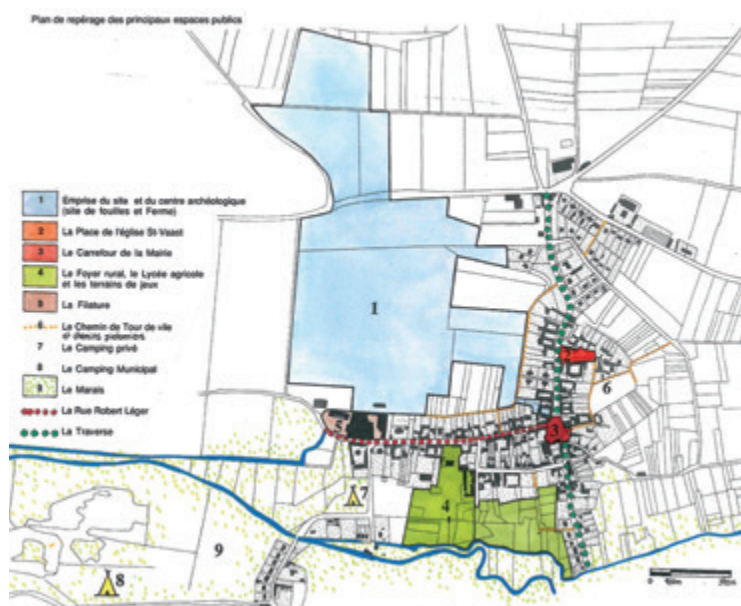 Plan de repérage des principaux espaces publics
1 Emprise du site et du centre archéologique
(site de fouilles et Ferme)
2 La Place de l'église St-Vaast
3 Le Carrefour de la Mairie
4 Le Foyer rural, le Lycée agricole
et les terrains de jeux
5 La Filature
6 Le Chemin de Tour de ville
et chemins piétonniers
7 Le Camping privé
8 Le Camping Municipal
9 Le Marais
La Rue Robert Léger
La Traverse
1
2
6
5
3
7
4
9
8
0